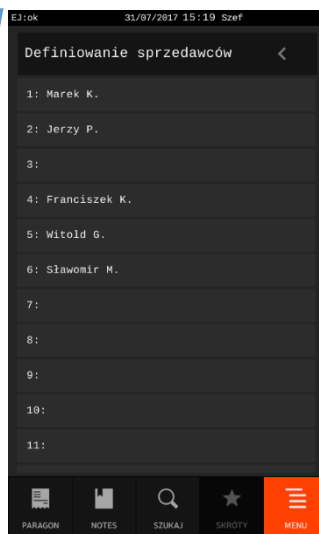 EJ:ok 31/07/2017 15:19 Szef
Definiowanie sprzedawców <
1: Marek K.
2: Jerzy P.
3:
4: Franciszek K.
5: Witold G.
6: Sławomir M.
7:
8:
9:
10:
11:
PARAGON NOTES SZUKAJ SKRÓTY MENU